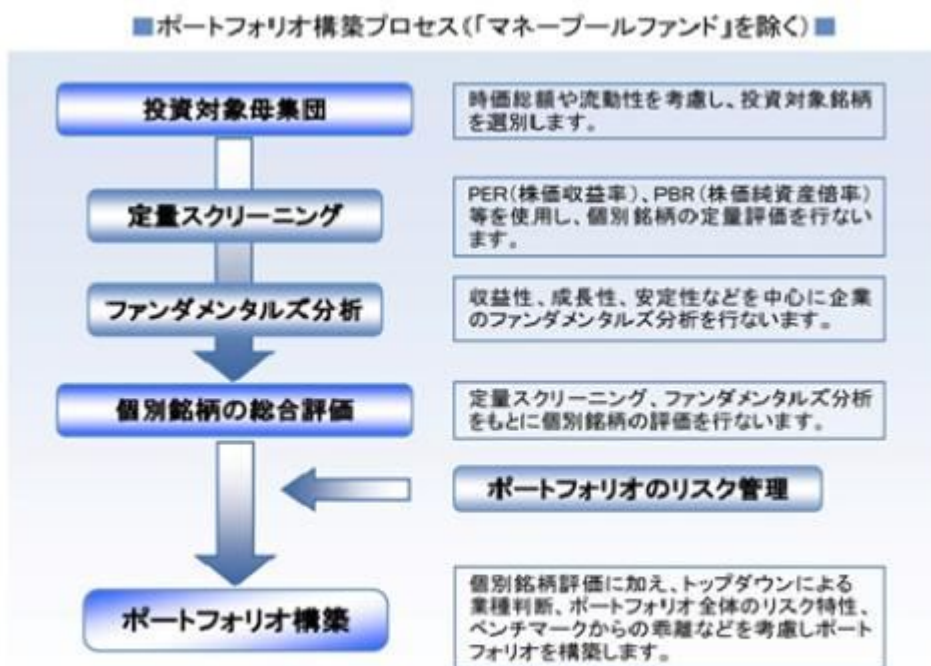 ■ポートフォリオ構築プロセス(「マネープールファンド」を除く)■
投資対象母集団
時価総額や流動性を考慮し、投資対象銘柄
を選別します。
定量スクリーニング
PER(株価収益率)、PBR(株価純資産倍率)
等を使用し、個別銘柄の定量評価を行ない
ます。
ファンダメンタルズ分析
収益性、成長性、安定性などを中心に企業
のファンダメンタルズ分析を行ないます。
個別銘柄の総合評価
定量スクリーニング、ファンダメンタルズ分析
をもとに個別銘柄の評価を行ないます。
ポートフォリオのリスク管理
ポートフォリオ構築
個別銘柄評価に加え、トップダウンによる
業種判断、ポートフォリオ全体のリスク特性、
ベンチマークからの乖離などを考慮しポート
フォリオを構築します。